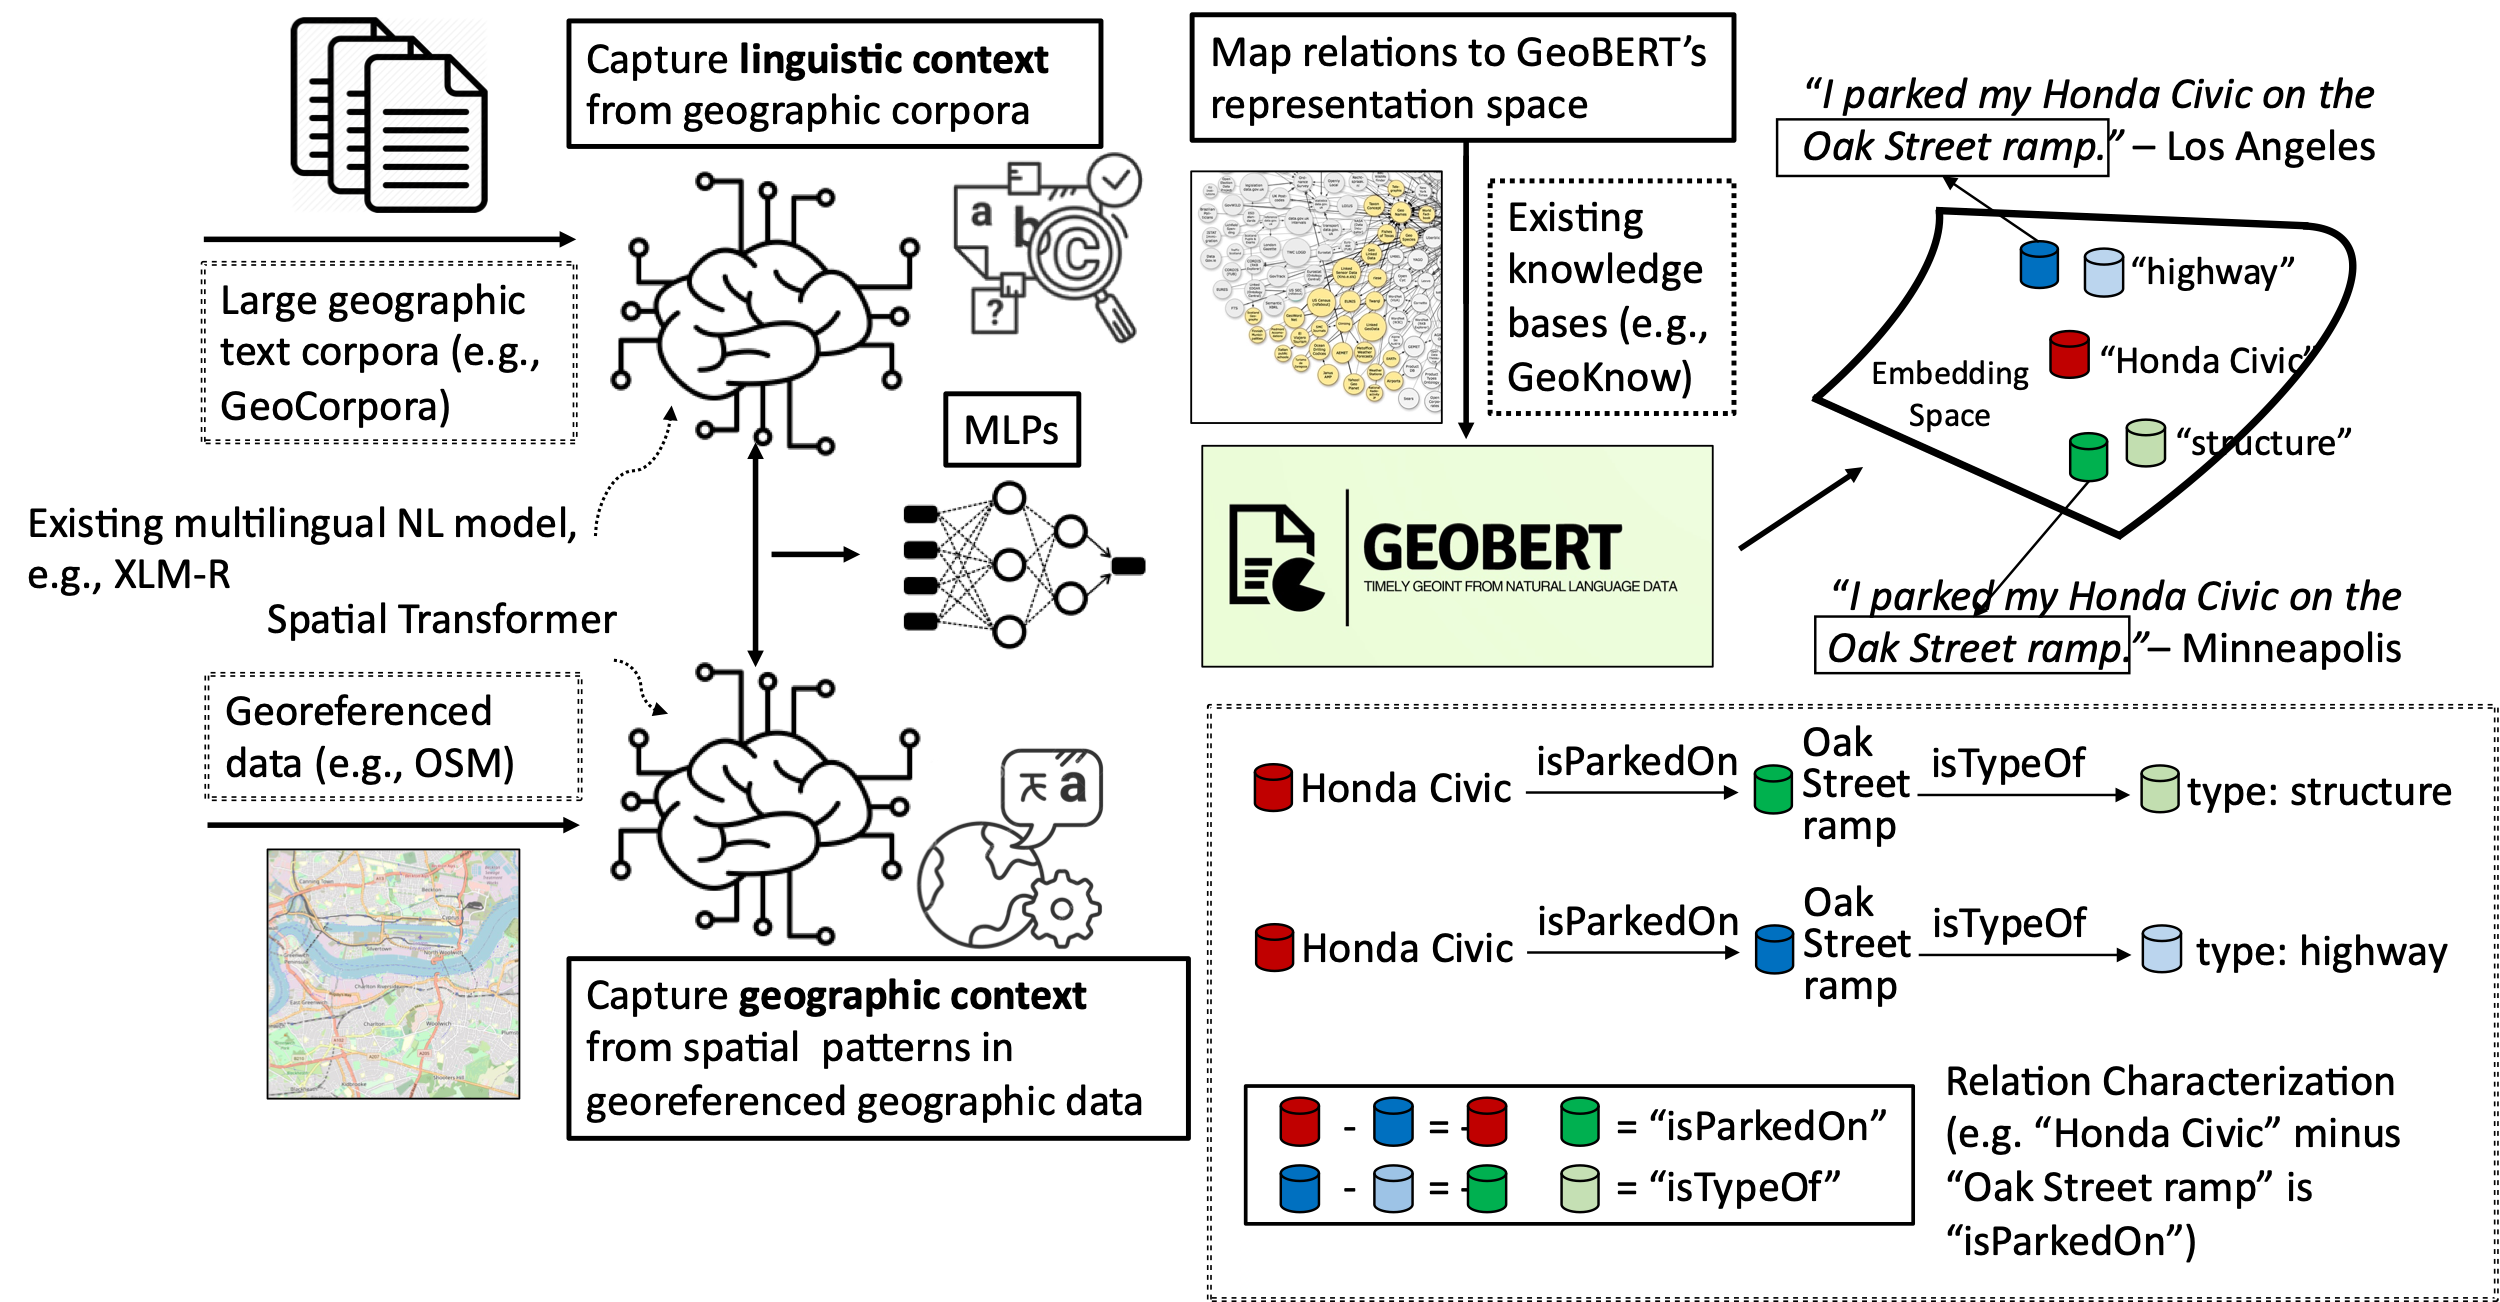 Capture linguistic context
from geographic corpora
Large geographic
text corpora (e.g.,
GeoCorpora)
a
b
C
?
MLPs
Existing multilingual NL model,
e.g., XLM-R
Spatial Transformer
Georeferenced
data (e.g., OSM)
a
Capture geographic context
from spatial patterns in
georeferenced geographic data
Map relations to GeoBERT’s
representation space
Existing
knowledge
bases (e.g.,
GeoKnow)
GEOBERT
TIMELY GEOINT FROM NATURAL LANGUAGE DATA
“I parked my Honda Civic on the
Oak Street ramp.” – Los Angeles
“highway”
“Honda Civic”
Embedding
Space
“structure”
“I parked my Honda Civic on the
Oak Street ramp.”– Minneapolis
Honda Civic
isParkedOn
Oak
Street
ramp
isTypeOf
type: structure
Honda Civic
isParkedOn
Oak
Street
ramp
isTypeOf
type: highway
- = - = “isParkedOn”
- = - = “isTypeOf”
Relation Characterization
(e.g. “Honda Civic” minus
“Oak Street ramp” is
“isParkedOn”)